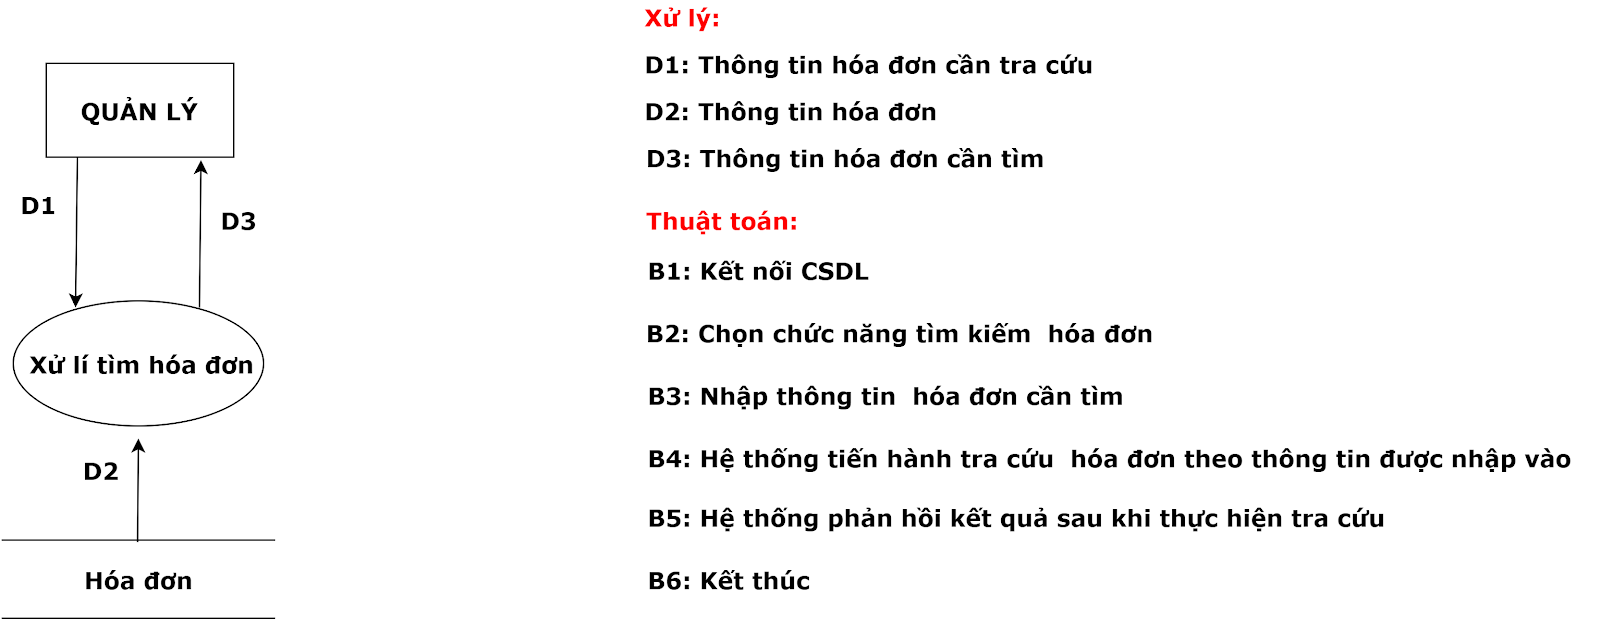 QUẢN LÝ
D1
D3
Xử lí tìm hóa đơn
D2
Hóa đơn
Xử lý:
D1: Thông tin hóa đơn cần tra cứu
D2: Thông tin hóa đơn
D3: Thông tin hóa đơn cần tìm
Thuật toán:
B1: Kết nối CSDL
B2: Chọn chức năng tìm kiếm  hóa đơn
B3: Nhập thông tin  hóa đơn cần tìm
B4: Hệ thống tiến hành tra cứu  hóa đơn theo thông tin được nhập vào
B5: Hệ thống phản hồi kết quả sau khi thực hiện tra cứu
B6: Kết thúc